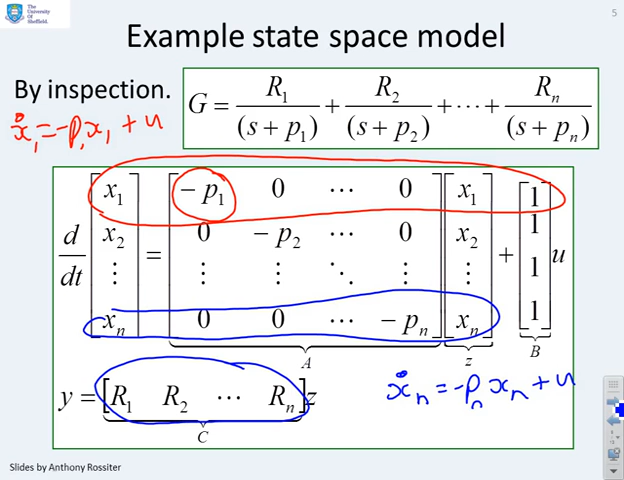 The
University
Of
Sheffield.
5
Example state space model
By inspection.
G = R₁/(s + p₁) + R₂/(s + p₂) + ⋯ + Rₙ/(s + pₙ)
ẋ₁ = -p₁x₁ + u
d/dt [x₁ x₂ ⋮ xₙ] = [-p₁ 0 ⋯ 0; 0 -p₂ ⋯ 0; ⋮ ⋮ ⋱ ⋮; 0 0 ⋯ -pₙ] [x₁ x₂ ⋮ xₙ] + [1 1 1 1] u
A z B
y = [R₁ R₂ ⋯ Rₙ]z
C
ẋₙ = -pₙxₙ + u
Slides by Anthony Rossiter